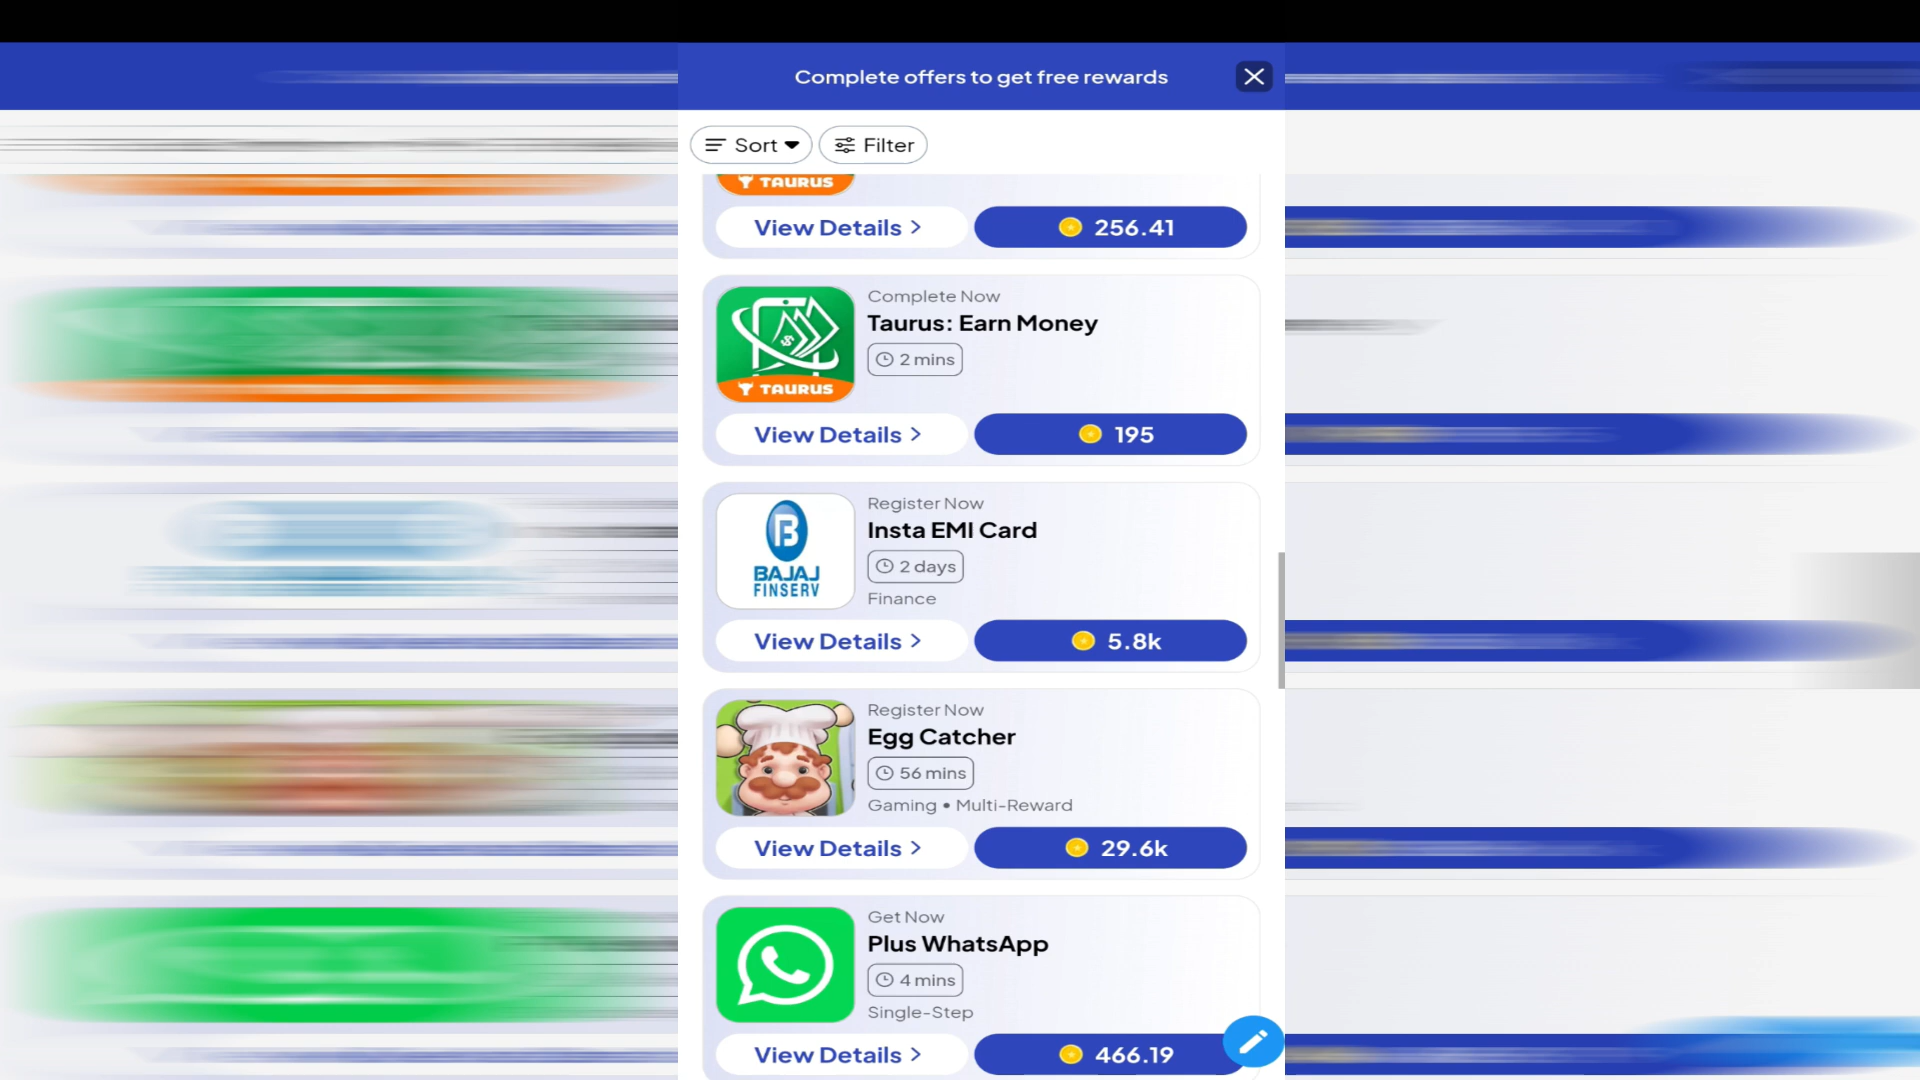 Complete offers to get free rewards
Sort
Filter
TAURUS
View Details >
256.41
Complete Now
Taurus: Earn Money
2 mins
TAURUS
View Details >
195
Register Now
Insta EMI Card
2 days
BAJAJ
FINSERV
Finance
View Details >
5.8k
Register Now
Egg Catcher
56 mins
Gaming • Multi-Reward
View Details >
29.6k
Get Now
Plus WhatsApp
4 mins
Single-Step
View Details >
466.19